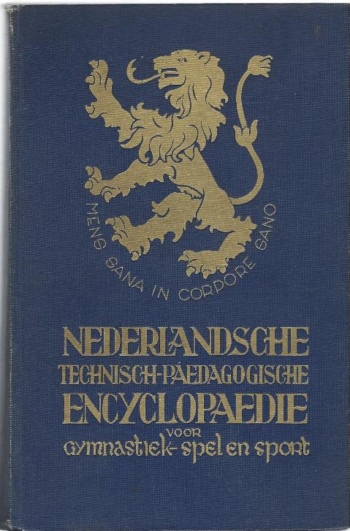 MENS SANA IN CORPORE SANO
NEDERLANDSCHE
TECHNISCH-PAEDAGOGISCHE
ENCYCLOPAEDIE
VOOR
GYMNASTIEK-SPEL EN SPORT